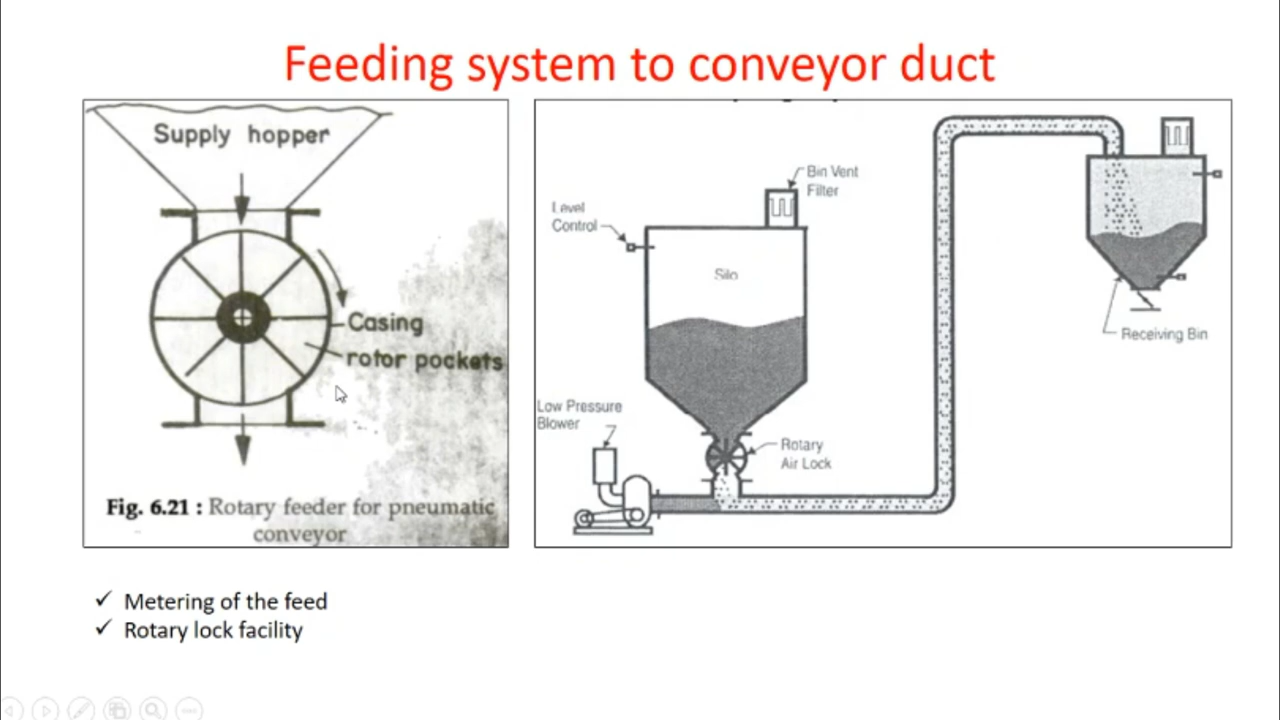 Feeding system to conveyor duct
Supply hopper
Casing
rotor pockets
Fig. 6.21 : Rotary feeder for pneumatic
conveyor
Bin Vent
Filter
Level
Control
Silo
Low Pressure
Blower
Rotary
Air Lock
Receiving Bin
✓ Metering of the feed
✓ Rotary lock facility